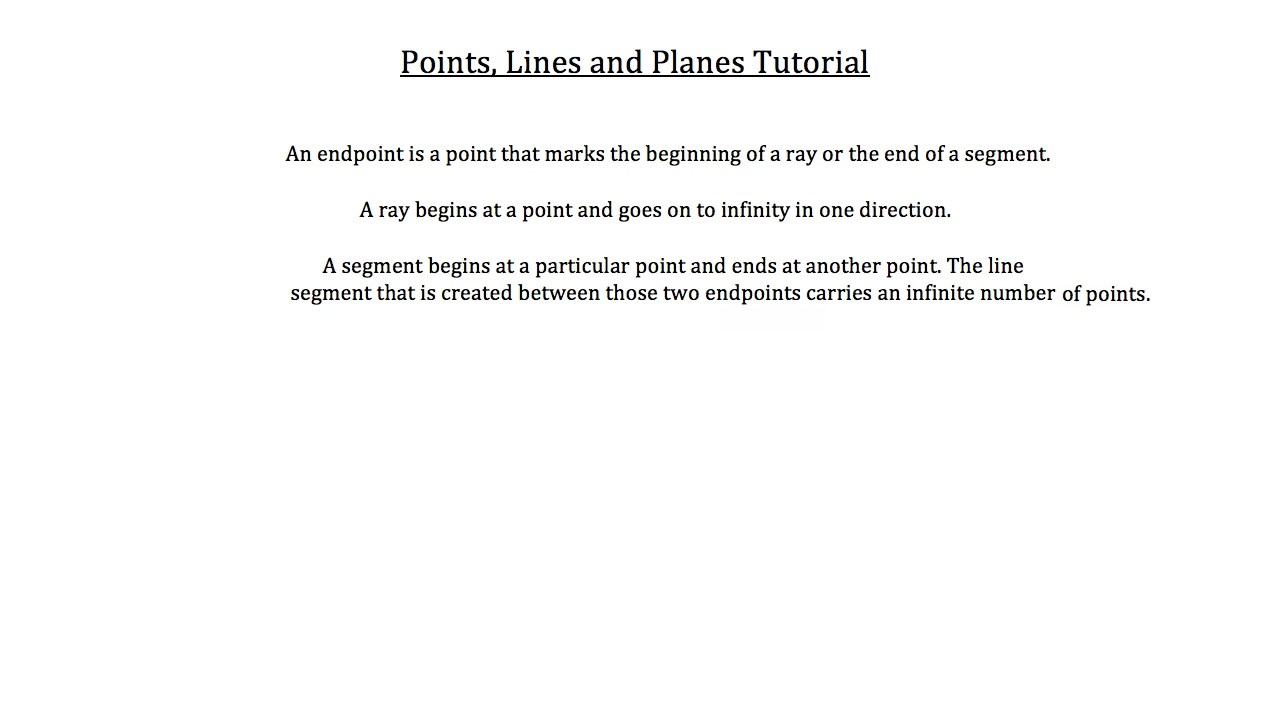 Points, Lines and Planes Tutorial
An endpoint is a point that marks the beginning of a ray or the end of a segment.
A ray begins at a point and goes on to infinity in one direction.
A segment begins at a particular point and ends at another point. The line
segment that is created between those two endpoints carries an infinite number of points.